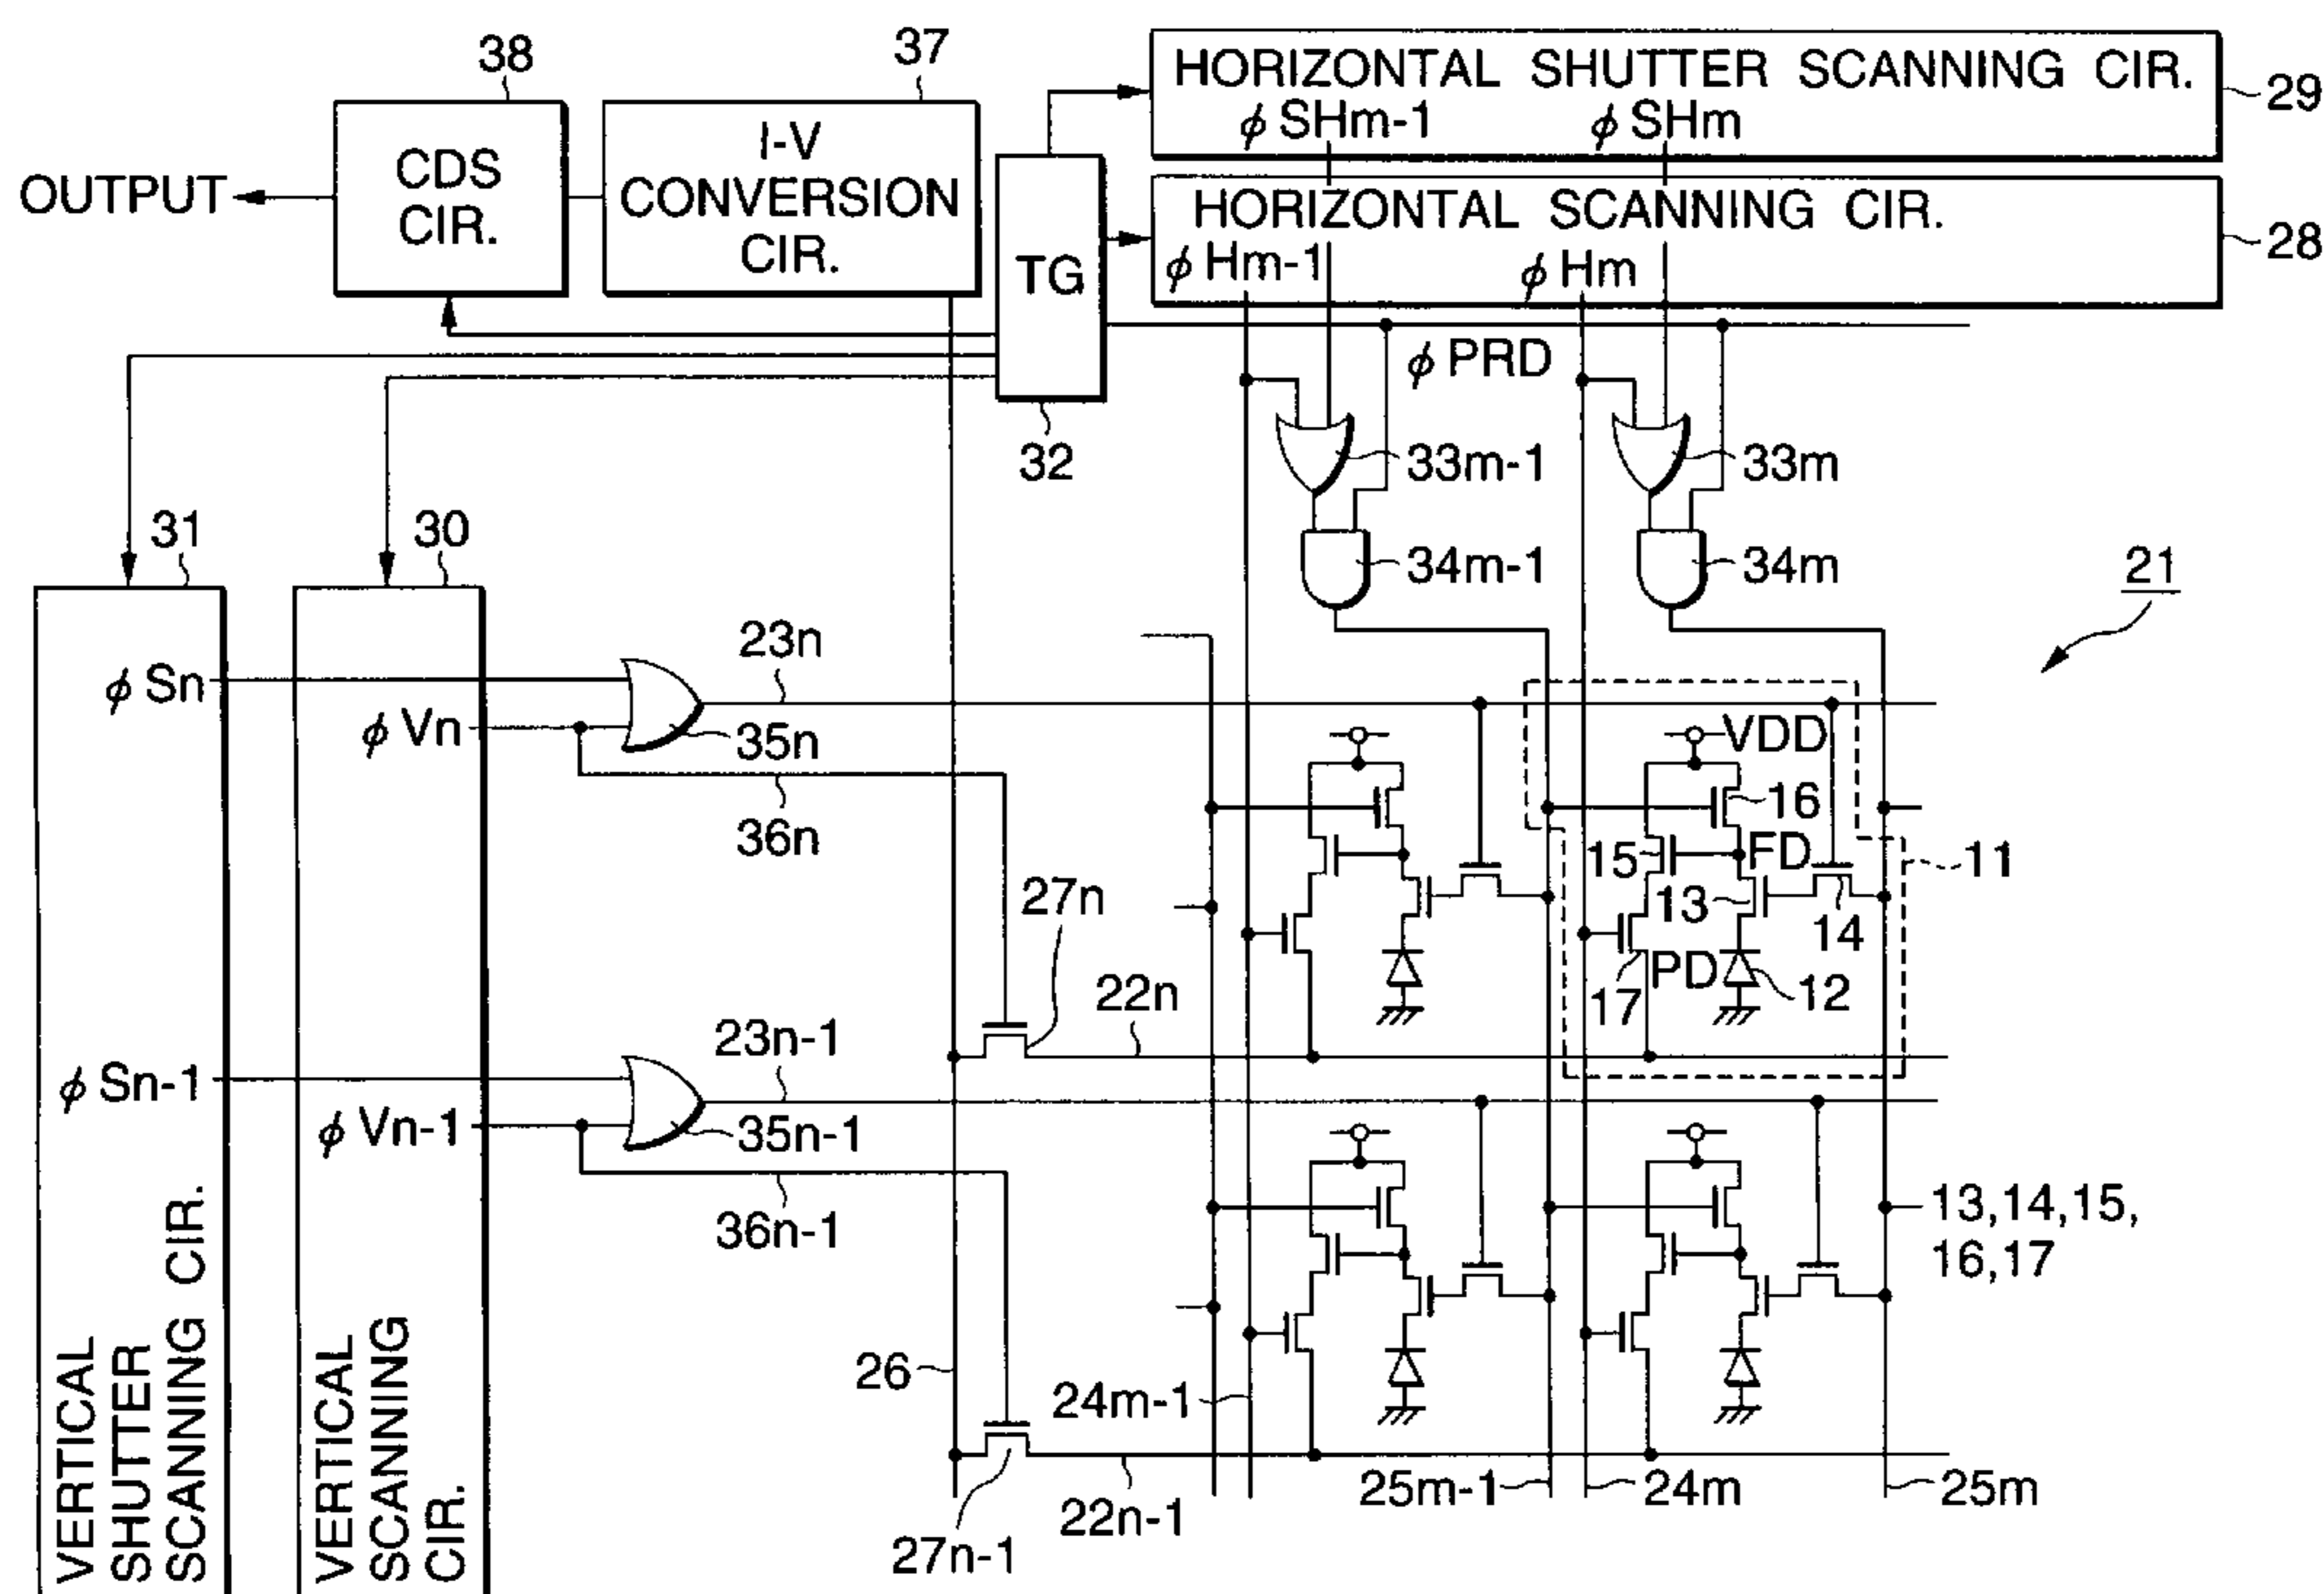 38
37
HORIZONTAL SHUTTER SCANNING CIR.
φ SHm-1
φ SHm
29
CDS
CIR.
I-V
CONVERSION
CIR.
OUTPUT
TG
HORIZONTAL SCANNING CIR.
φ Hm-1
φ Hm
28
φ PRD
32
33m-1
33m
34m-1
34m
31
30
21
φ Sn
φ Vn
23n
35n
36n
VDD
16
15
FD
11
13
14
27n
17
PD
12
22n
φ Sn-1
φ Vn-1
23n-1
35n-1
36n-1
13,14,15,
16,17
26
24m-1
27n-1
22n-1
25m-1
24m
25m
VERTICAL
SHUTTER
SCANNING CIR.
VERTICAL
SCANNING
CIR.